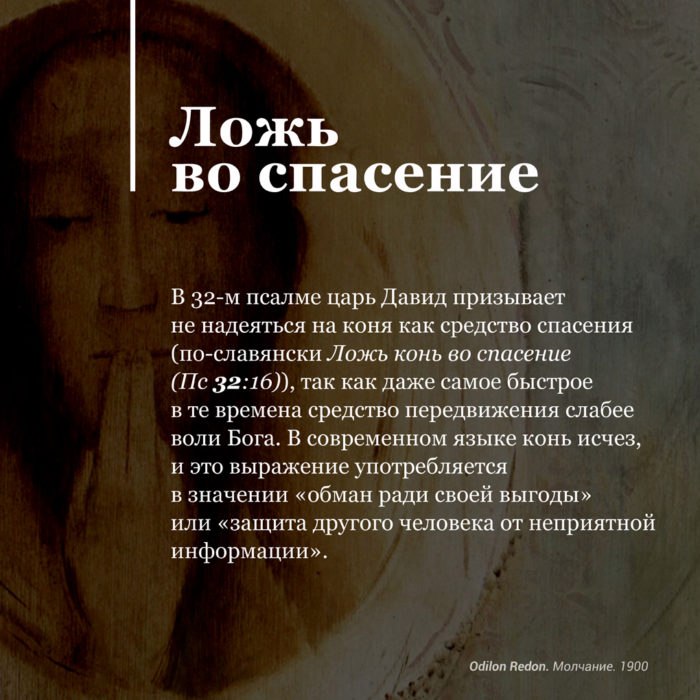 Ложь
во спасение
В 32-м псалме царь Давид призывает
не надеяться на коня как средство спасения
(по-славянски Ложь конь во спасение
(Пс 32:16)), так как даже самое быстрое
в те времена средство передвижения слабее
воли Бога. В современном языке конь исчез,
и это выражение употребляется
в значении «обман ради своей выгоды»
или «защита другого человека от неприятной
информации».
Odilon Redon. Молчание. 1900